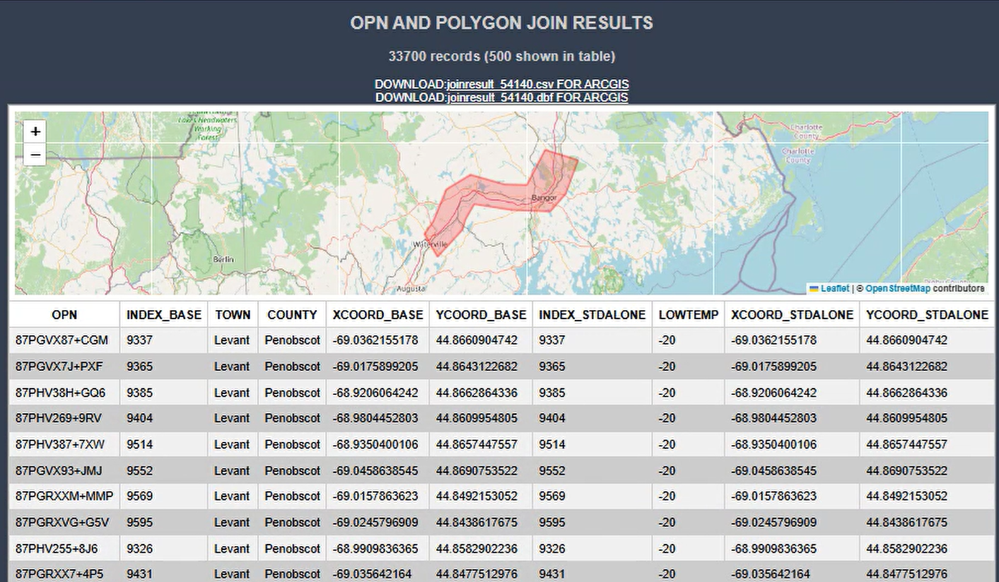 OPN AND POLYGON JOIN RESULTS
33700 records (500 shown in table)
DOWNLOAD:joinresult_54140.csv FOR ARCGIS
DOWNLOAD:joinresult_54140.dbf FOR ARCGIS
+
−
Lakes Headwaters
Working
Forest
Charlotte
County
Charlotte
County
Bangor
Waterville
Berlin
Augusta
Digby County
Leaflet | © OpenStreetMap contributors
OPN INDEX_BASE TOWN COUNTY XCOORD_BASE YCOORD_BASE INDEX_STDALONE LOWTEMP XCOORD_STDALONE YCOORD_STDALONE
87PGVX87+CGM 9337 Levant Penobscot -69.0362155178 44.8660904742 9337 -20 -69.0362155178 44.8660904742
87PGVX7J+PXF 9365 Levant Penobscot -69.0175899205 44.8643122682 9365 -20 -69.0175899205 44.8643122682
87PHV38H+GQ6 9385 Levant Penobscot -68.9206064242 44.8662864336 9385 -20 -68.9206064242 44.8662864336
87PHV269+9RV 9404 Levant Penobscot -68.9804452803 44.8609954805 9404 -20 -68.9804452803 44.8609954805
87PHV387+7XW 9514 Levant Penobscot -68.9350400106 44.8657447557 9514 -20 -68.9350400106 44.8657447557
87PGVX93+JMJ 9552 Levant Penobscot -69.0458638545 44.8690753522 9552 -20 -69.0458638545 44.8690753522
87PGRXXM+MMP 9569 Levant Penobscot -69.0157863623 44.8492153052 9569 -20 -69.0157863623 44.8492153052
87PGRXVG+G5V 9595 Levant Penobscot -69.0245796909 44.8438617675 9595 -20 -69.0245796909 44.8438617675
87PHV255+8J6 9326 Levant Penobscot -68.9909836365 44.8582902236 9326 -20 -68.9909836365 44.8582902236
87PGRXX7+4P5 9431 Levant Penobscot -69.035642164 44.8477512976 9431 -20 -69.035642164 44.8477512976